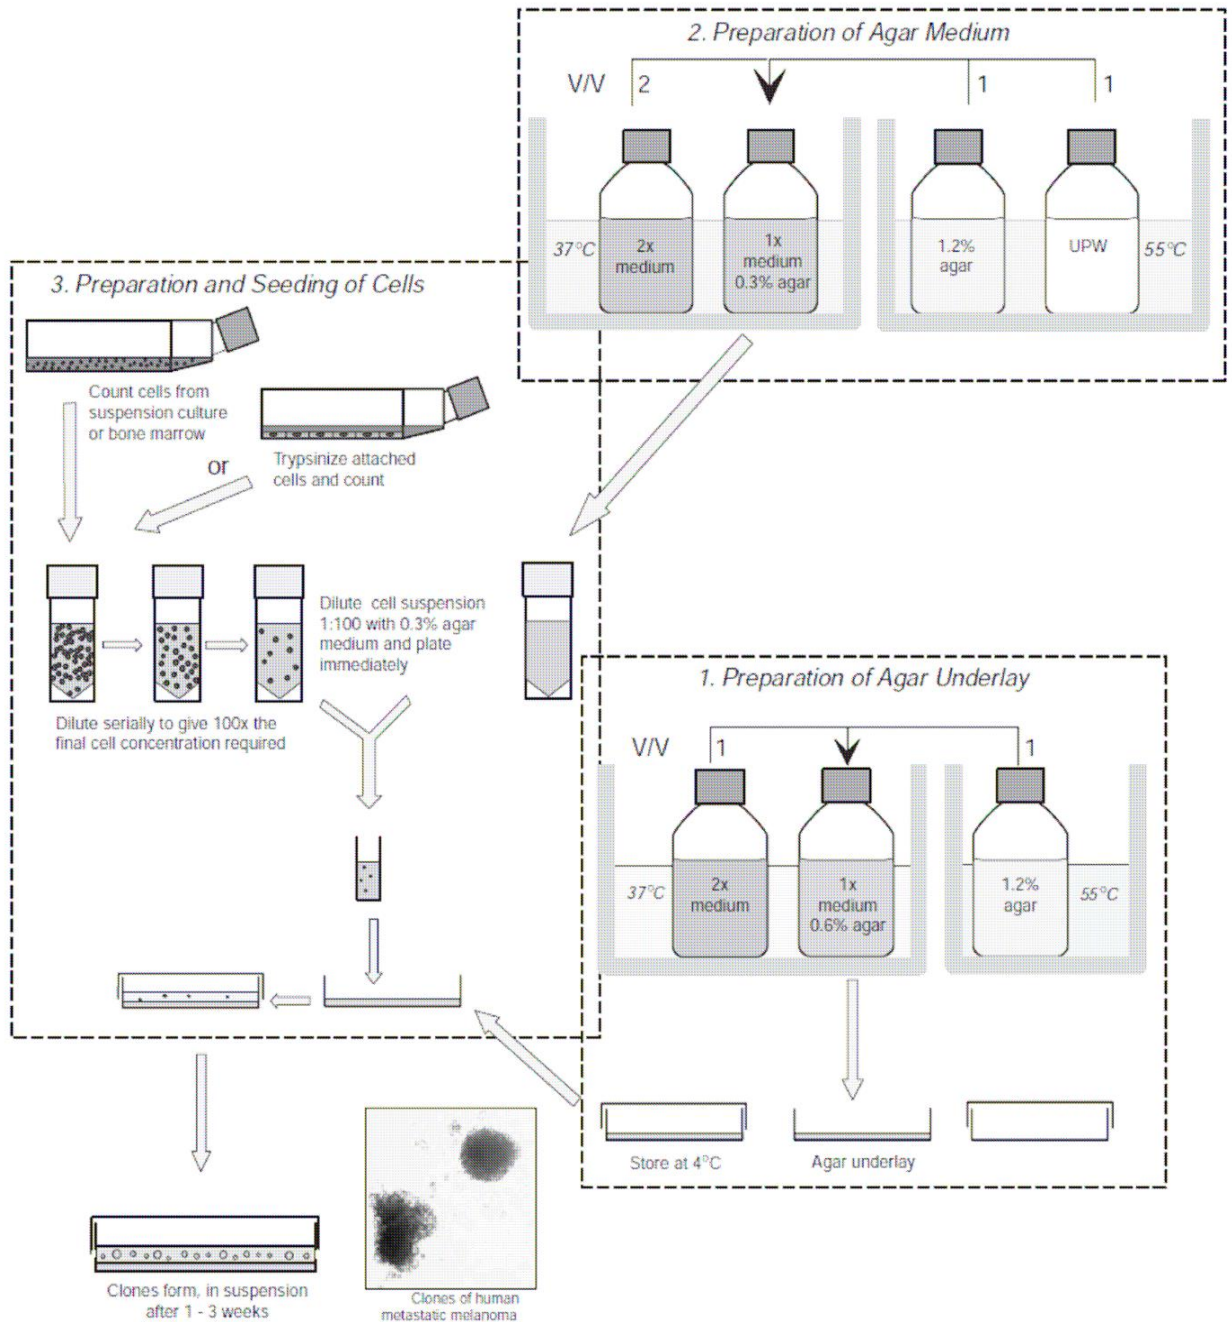 2. Preparation of Agar Medium
V/V
2
1
1
37°C
2x
medium
1x
medium
0.3% agar
1.2%
agar
UPW
55°C
3. Preparation and Seeding of Cells
Count cells from
suspension culture
or bone marrow
or
Trypsinize attached
cells and count
Dilute cell suspension
1:100 with 0.3% agar
medium and plate
immediately
Dilute serially to give 100x the
final cell concentration required
1. Preparation of Agar Underlay
V/V
1
1
37°C
2x
medium
1x
medium
0.6% agar
1.2%
agar
55°C
Store at 4°C
Agar underlay
Clones form, in suspension
after 1 - 3 weeks
Clones of human
metastatic melanoma